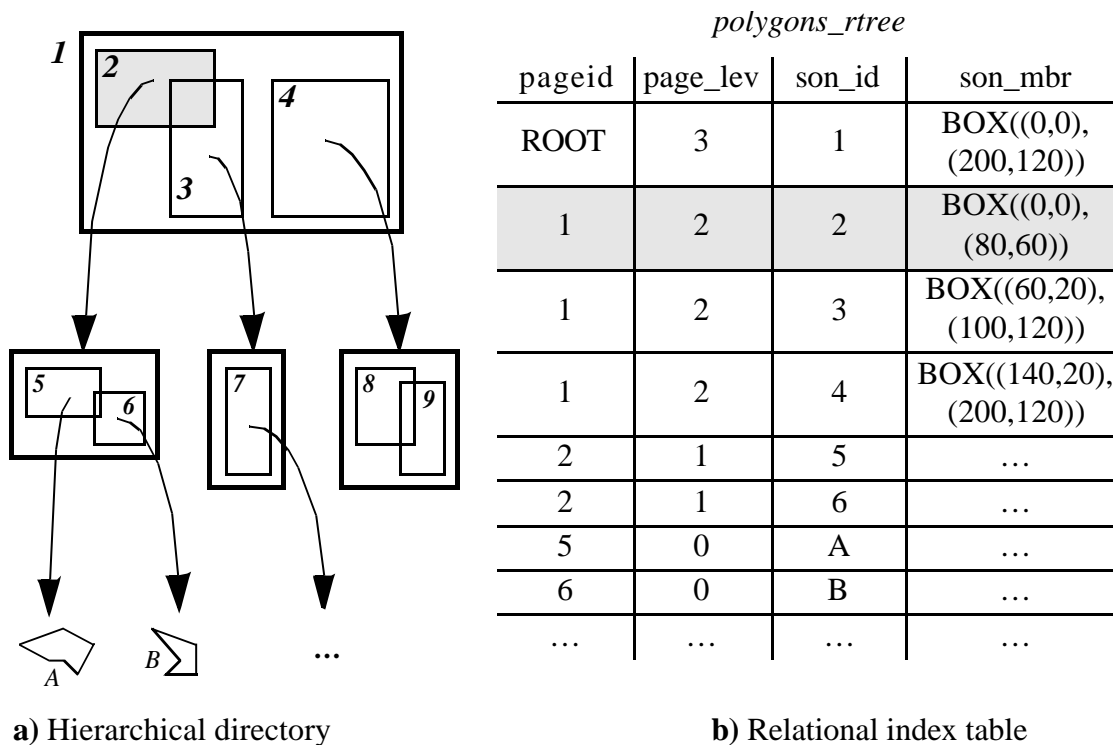 1
2
3
4
5
6
7
8
9
A
B
...
a) Hierarchical directory
polygons_rtree
pageid page_lev son_id son_mbr
ROOT 3 1 BOX((0,0),
(200,120))
1 2 2 BOX((0,0),
(80,60))
1 2 3 BOX((60,20),
(100,120))
1 2 4 BOX((140,20),
(200,120))
2 1 5 …
2 1 6 …
5 0 A …
6 0 B …
… … … …
b) Relational index table